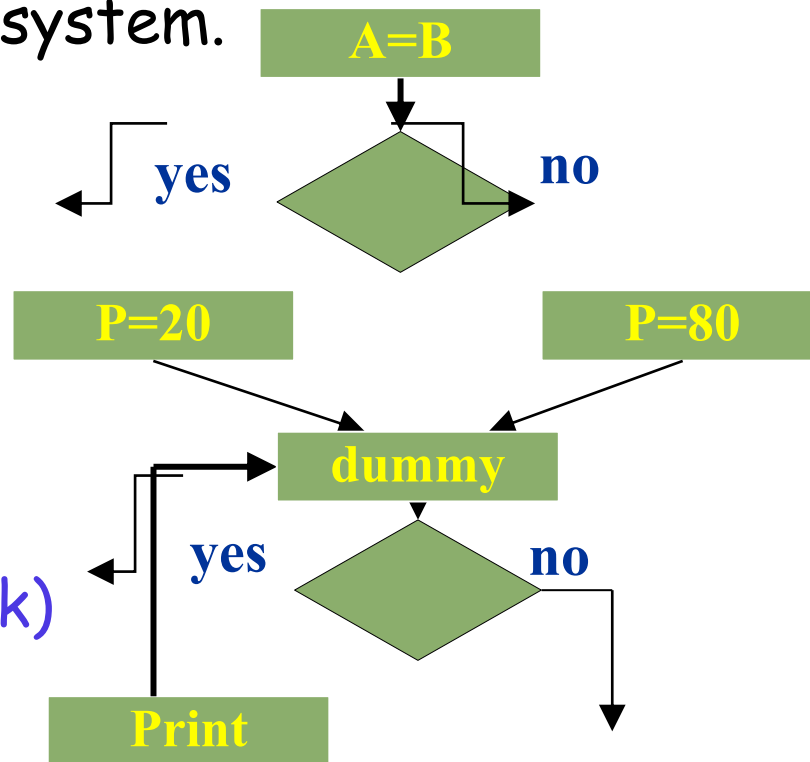 system.
A=B
yes
no
P=20
P=80
dummy
yes
no
k)
Print